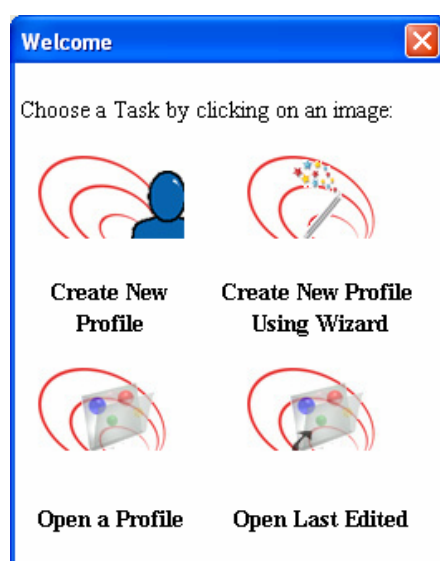 Welcome
Choose a Task by clicking on an image:
Create New
Profile
Create New Profile
Using Wizard
Open a Profile
Open Last Edited